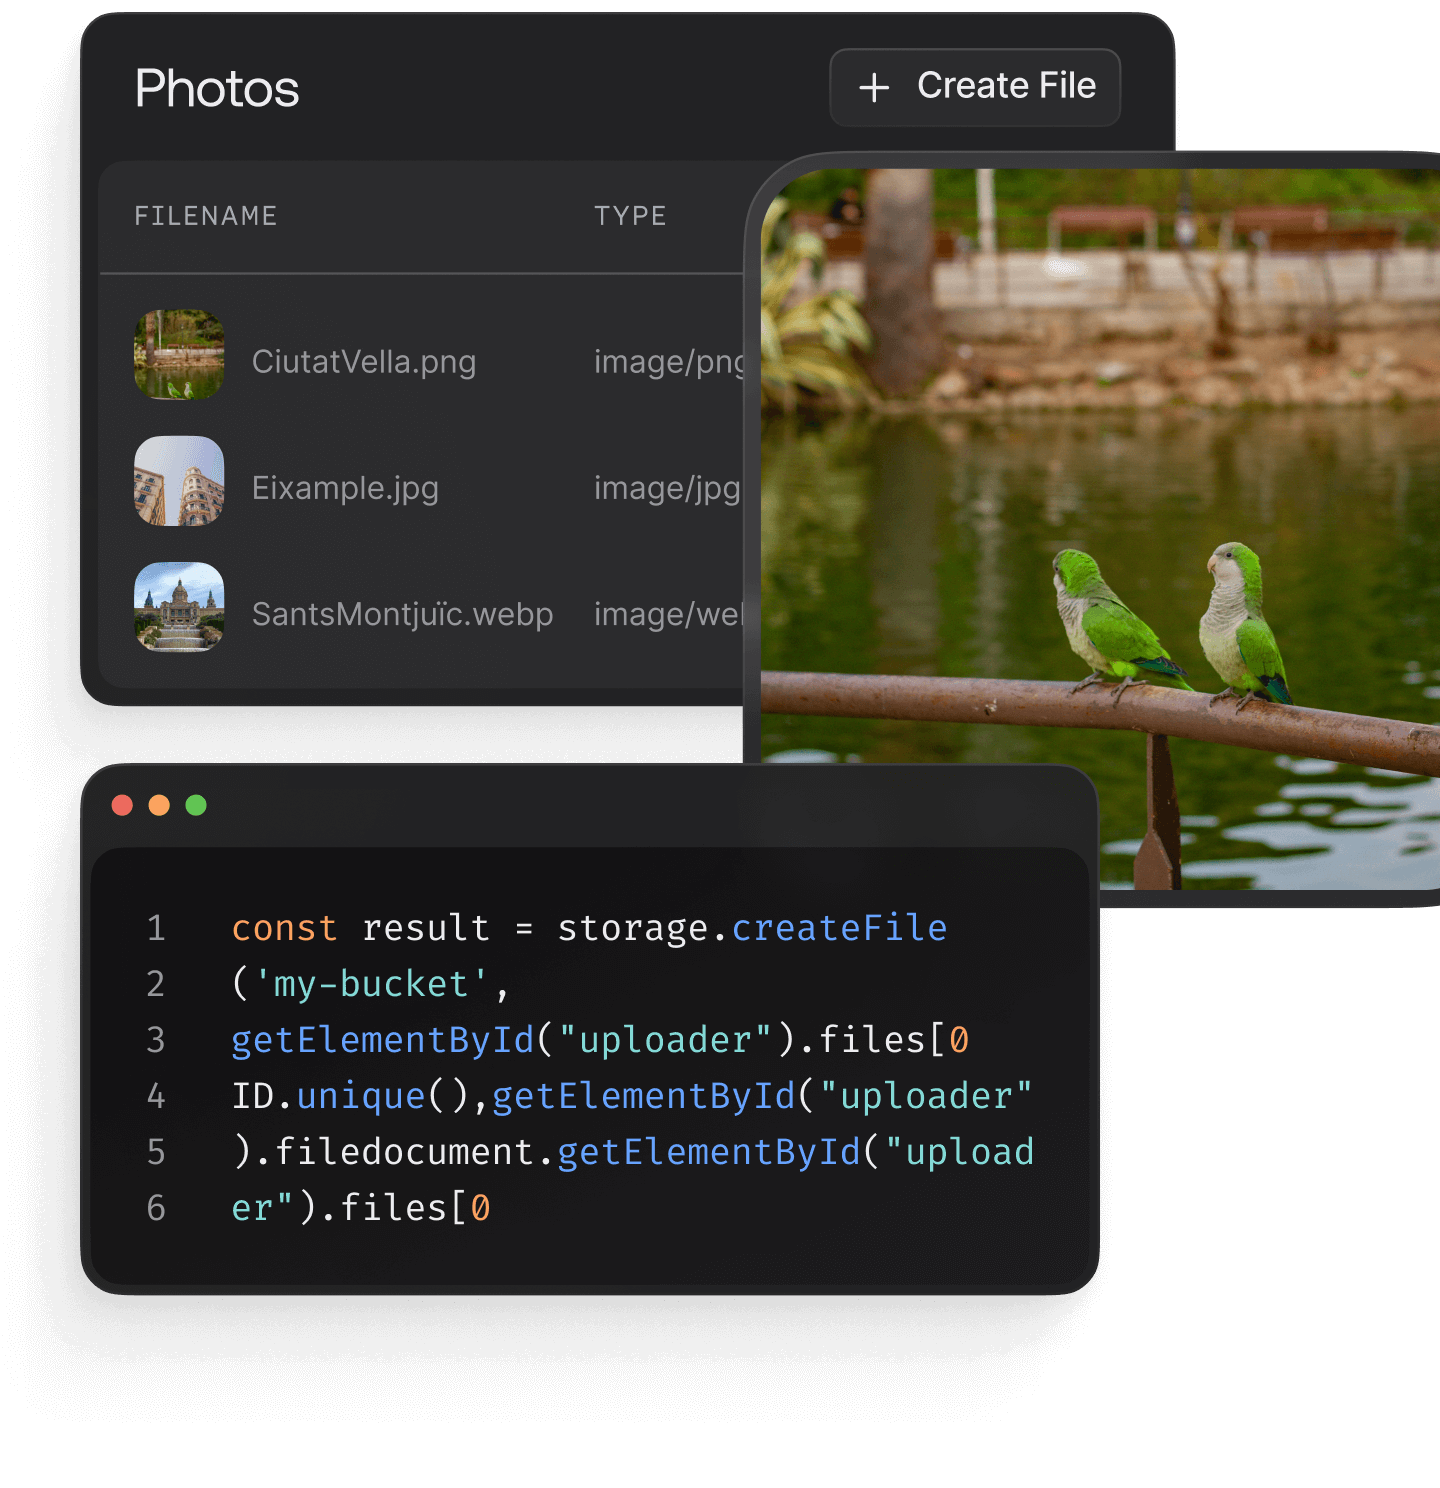 Photos
+ Create File
FILENAME TYPE
CiutatVella.png image/png
Eixample.jpg image/jpg
SantsMontjuïc.webp image/we
1 const result = storage.createFile
2 ('my-bucket',
3 getElementById("uploader").files[0
4 ID.unique(),getElementById("uploader"
5 ).filedocument.getElementById("upload
6 er").files[0